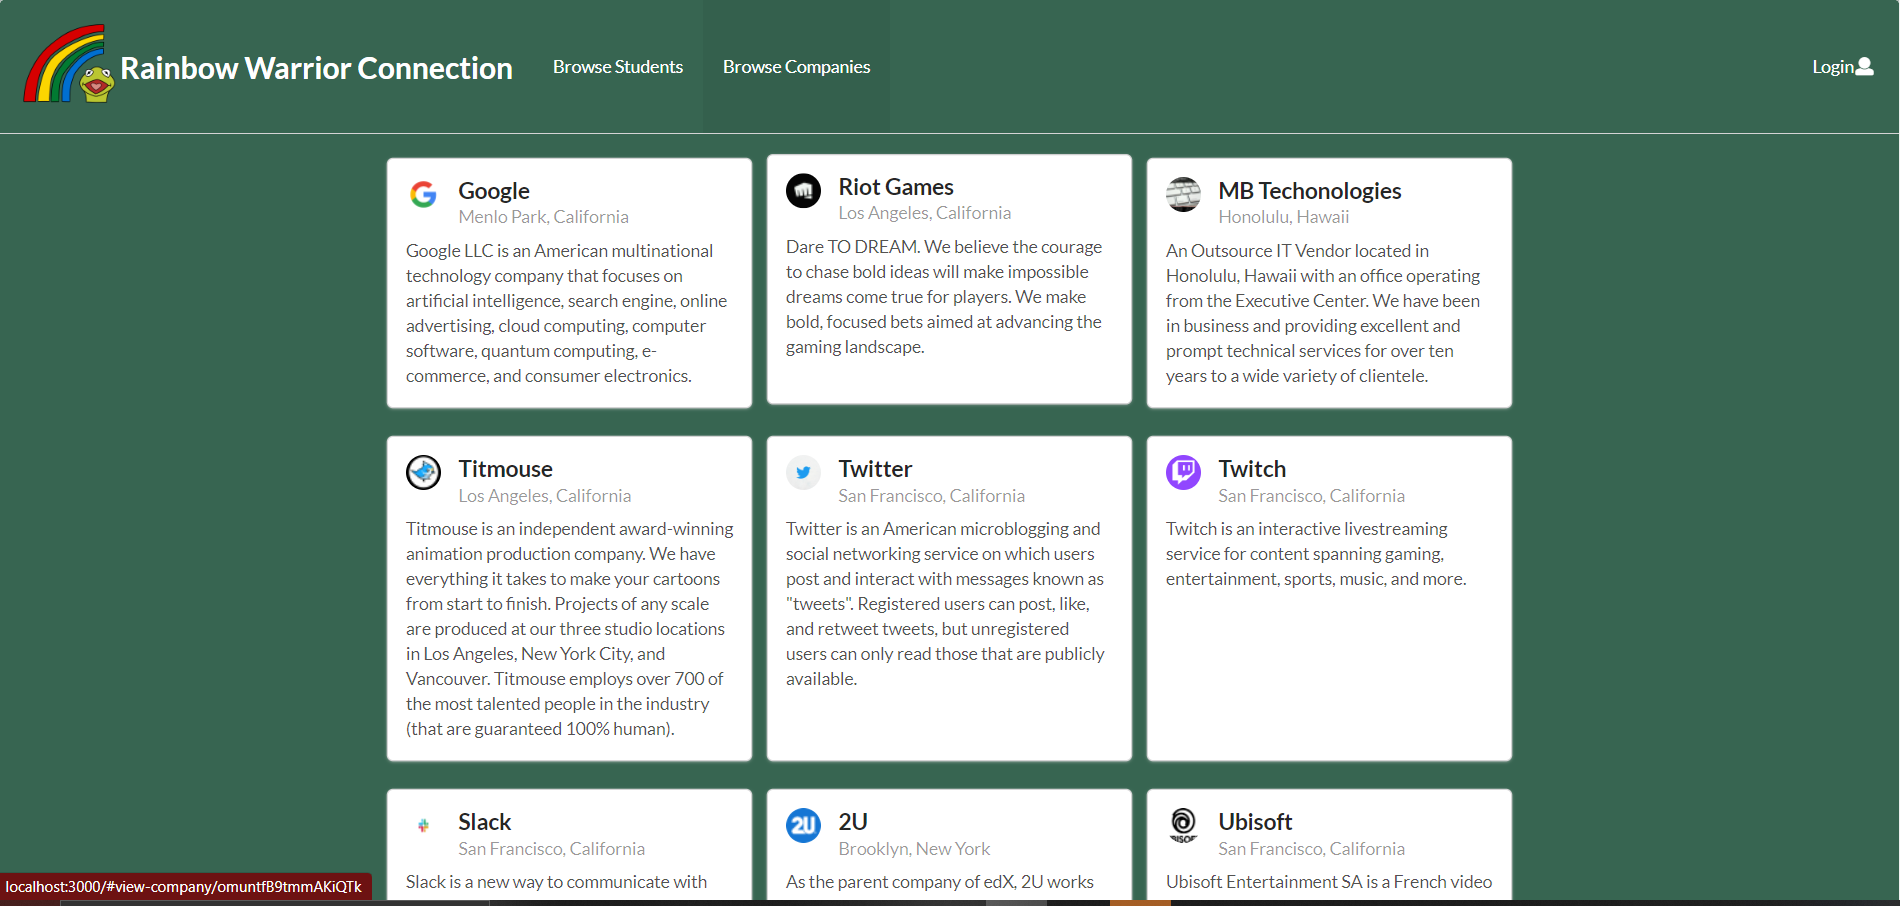 Rainbow Warrior Connection
Browse Students
Browse Companies
Login
Google
Menlo Park, California
Google LLC is an American multinational
technology company that focuses on
artificial intelligence, search engine, online
advertising, cloud computing, computer
software, quantum computing, e-
commerce, and consumer electronics.
Riot Games
Los Angeles, California
Dare TO DREAM. We believe the courage
to chase bold ideas will make impossible
dreams come true for players. We make
bold, focused bets aimed at advancing the
gaming landscape.
MB Techonologies
Honolulu, Hawaii
An Outsource IT Vendor located in
Honolulu, Hawaii with an office operating
from the Executive Center. We have been
in business and providing excellent and
prompt technical services for over ten
years to a wide variety of clientele.
Titmouse
Los Angeles, California
Titmouse is an independent award-winning
animation production company. We have
everything it takes to make your cartoons
from start to finish. Projects of any scale
are produced at our three studio locations
in Los Angeles, New York City, and
Vancouver. Titmouse employs over 700 of
the most talented people in the industry
(that are guaranteed 100% human).
Twitter
San Francisco, California
Twitter is an American microblogging and
social networking service on which users
post and interact with messages known as
"tweets". Registered users can post, like,
and retweet tweets, but unregistered
users can only read those that are publicly
available.
Twitch
San Francisco, California
Twitch is an interactive livestreaming
service for content spanning gaming,
entertainment, sports, music, and more.
Slack
San Francisco, California
Slack is a new way to communicate with
2U
2U
Brooklyn, New York
As the parent company of edX, 2U works
Ubisoft
San Francisco, California
Ubisoft Entertainment SA is a French video
localhost:3000/#view-company/omuntfB9tmmAKiQTk